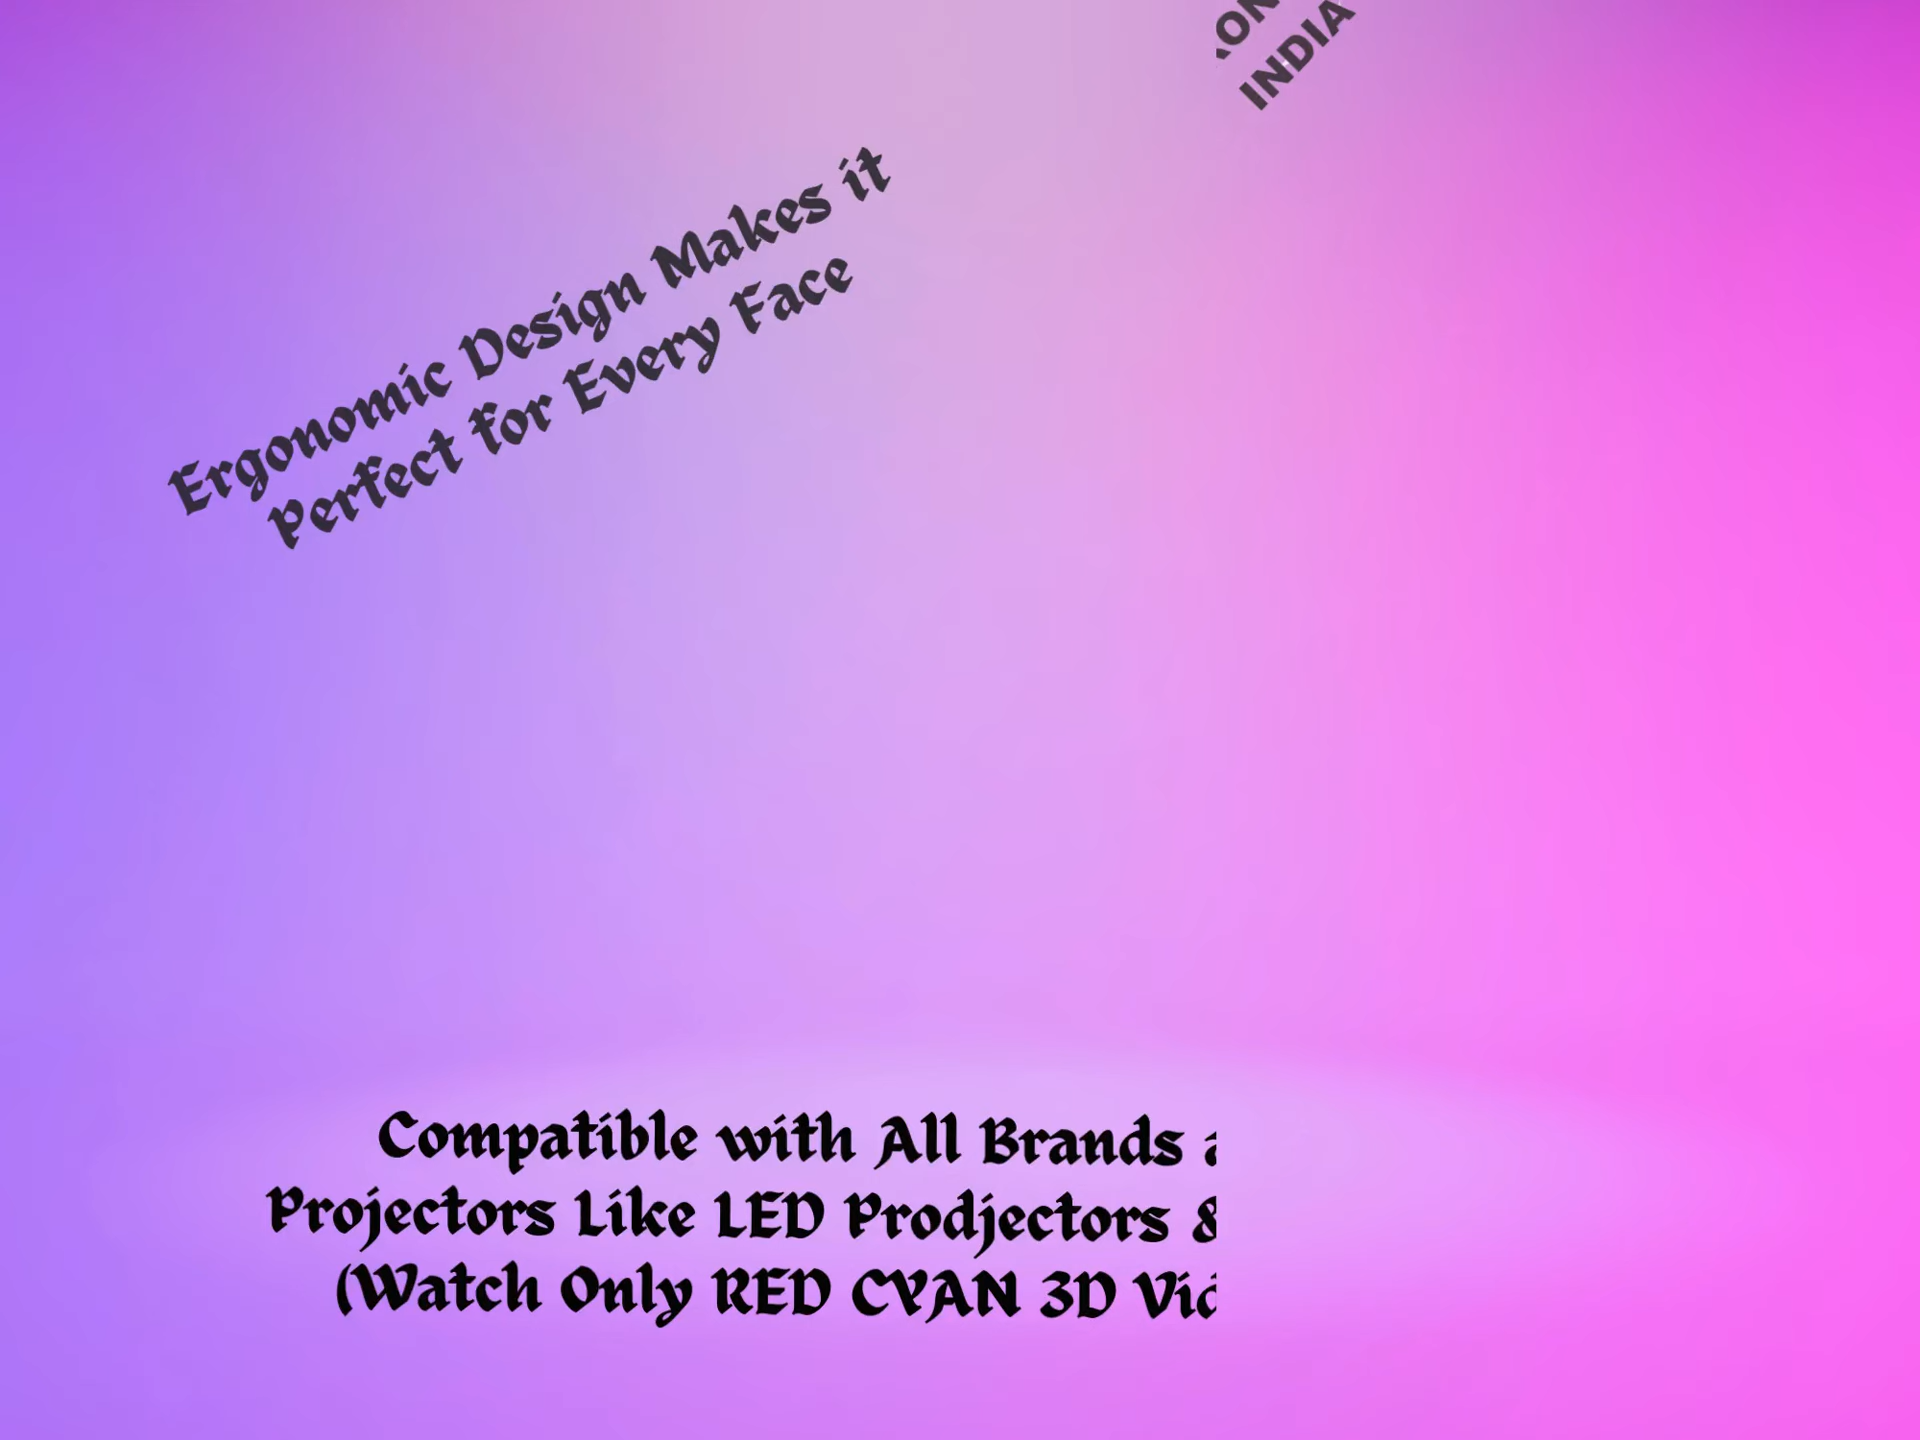 INDIA
Ergonomic Design Makes it
Perfect for Every Face
Compatible with All Brands
Projectors Like LED Prodjectors &
(Watch Only RED CYAN 3D